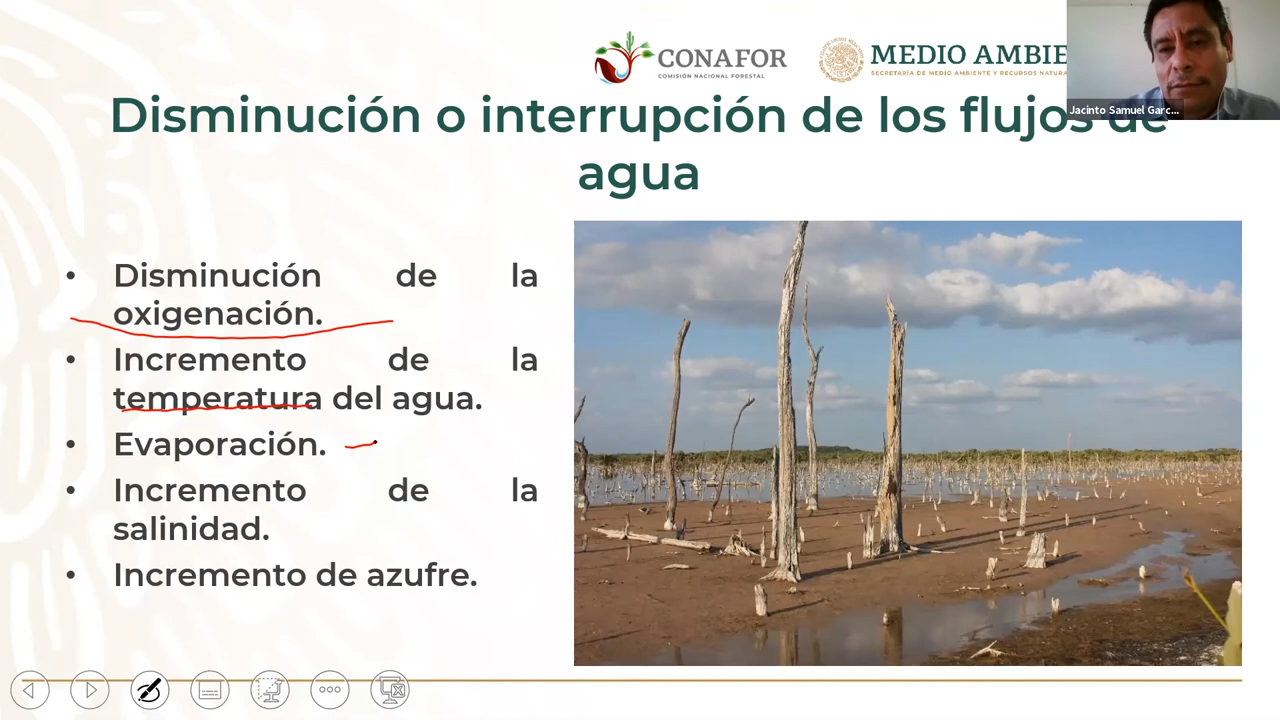 CONAFOR
COMISIÓN NACIONAL FORESTAL
MEDIO AMBIE
SECRETARÍA DE MEDIO AMBIENTE Y RECURSOS NATURA
Jacinto Samuel Garc...
Disminución o interrupción de los flujos de
agua
• Disminución de la
oxigenación.
• Incremento de la
temperatura del agua.
• Evaporación.
• Incremento de la
salinidad.
• Incremento de azufre.